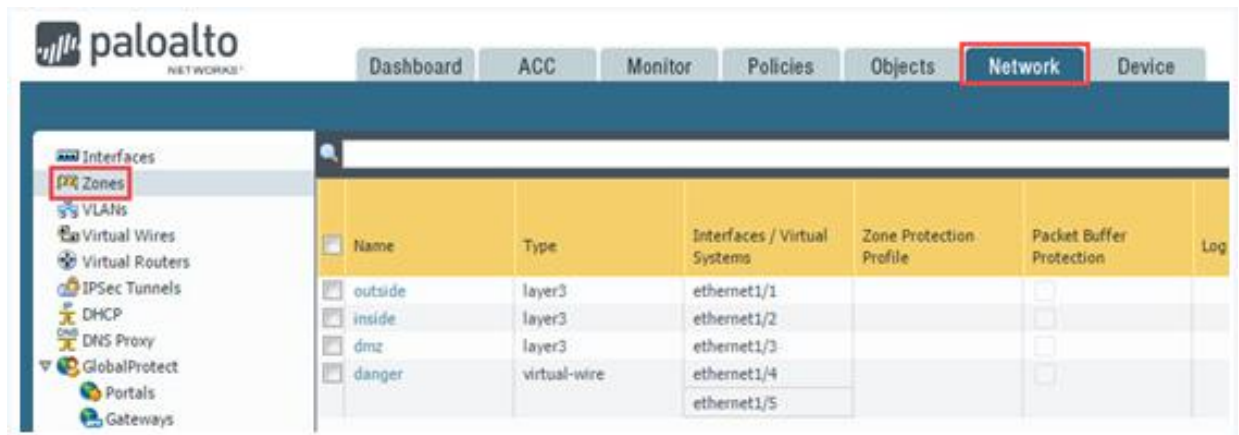 paloalto
NETWORKS
Dashboard ACC Monitor Policies Objects Network Device
Interfaces
Zones
VLANs
Virtual Wires
Virtual Routers
IPSec Tunnels
DHCP
DNS Proxy
GlobalProtect
Portals
Gateways
Name Type Interfaces / Virtual Systems Zone Protection Profile Packet Buffer Protection Log
outside layer3 ethernet1/1
inside layer3 ethernet1/2
dmz layer3 ethernet1/3
danger virtual-wire ethernet1/4
ethernet1/5